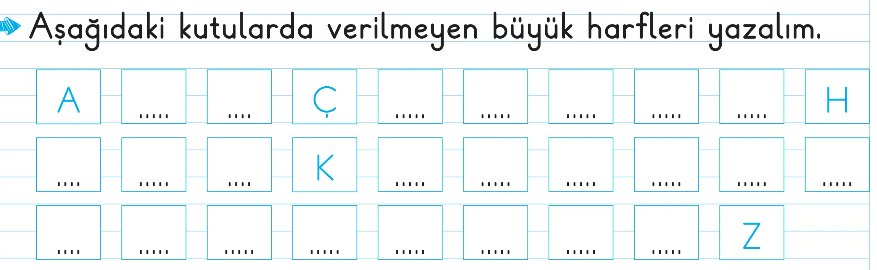 Aşağıdaki kutularda verilmeyen büyük harfleri yazalım.
A ..... .... Ç ..... ..... ..... ..... ..... H
.... ..... .... K ..... ..... ..... ..... ..... .....
.... ..... ..... ..... ..... ..... ..... ..... Z